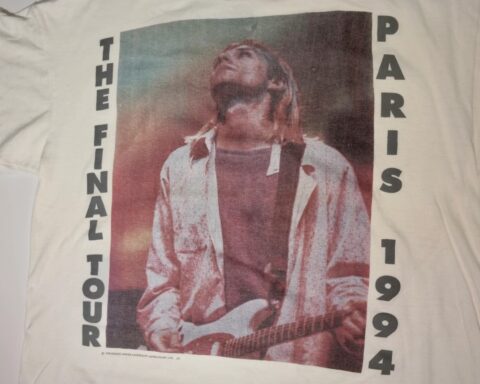 THE FINAL TOUR
PARIS 1994